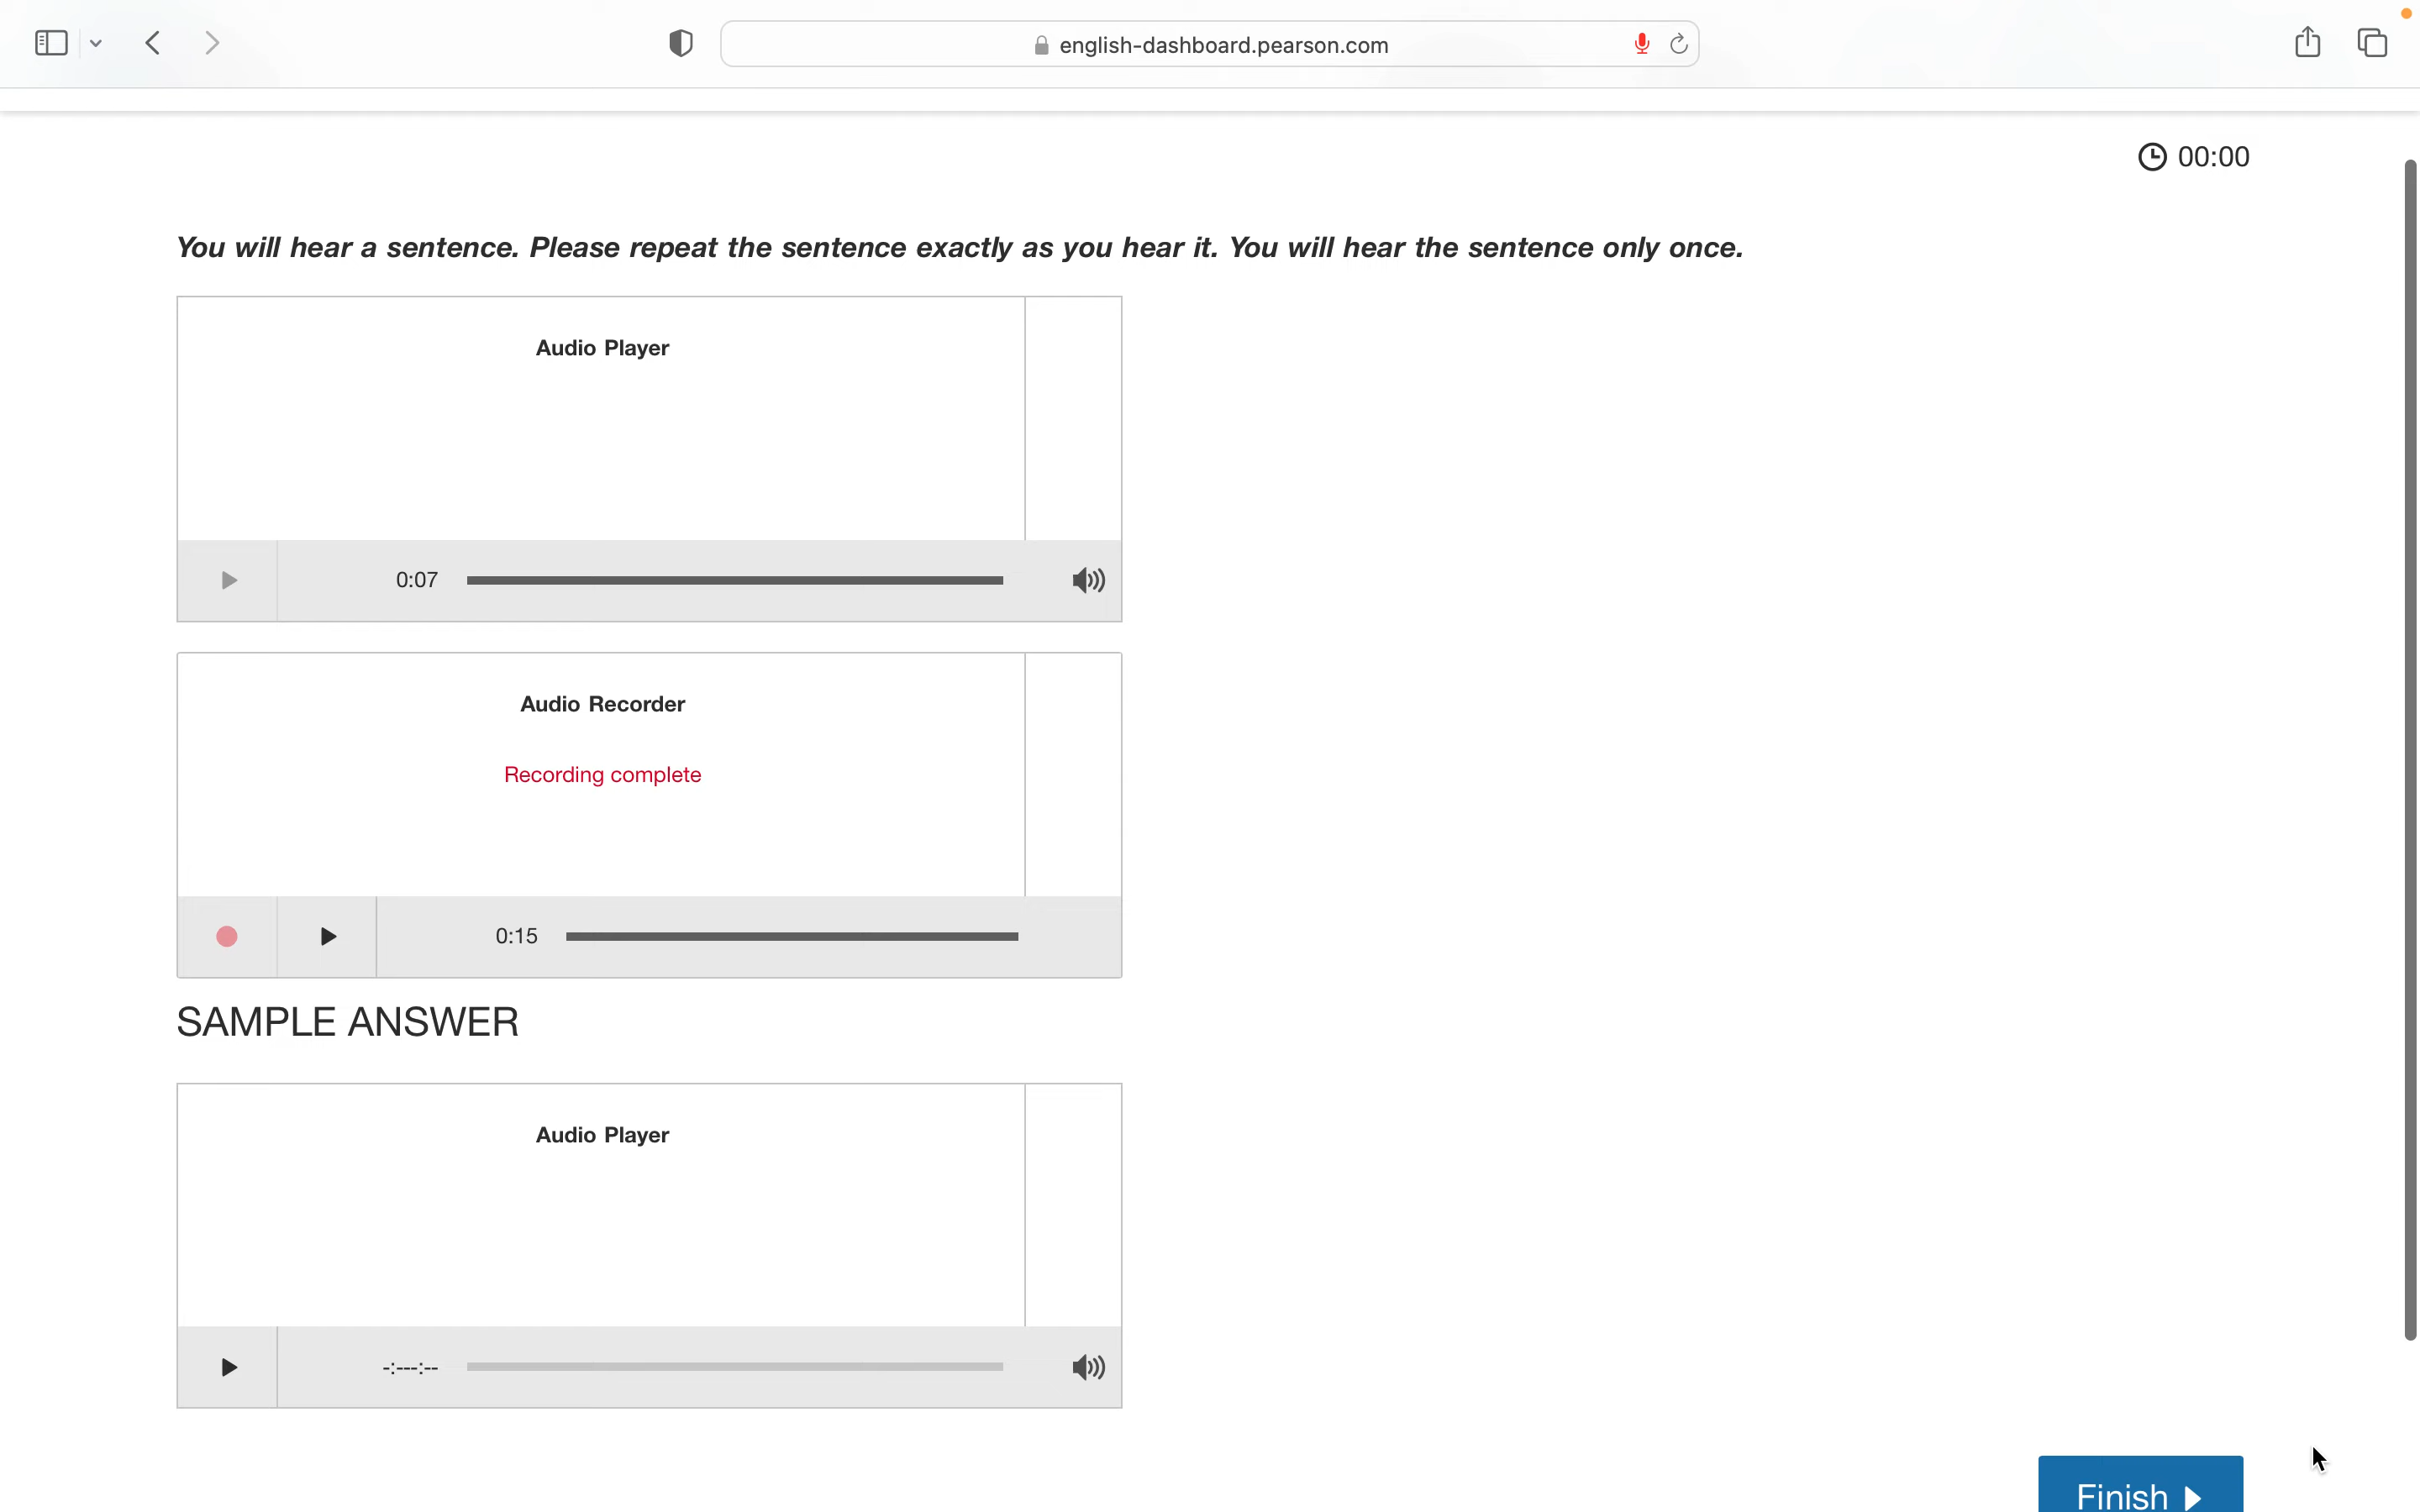 english-dashboard.pearson.com
00:00
You will hear a sentence. Please repeat the sentence exactly as you hear it. You will hear the sentence only once.
Audio Player
0:07
Audio Recorder
Recording complete
0:15
SAMPLE ANSWER
Audio Player
-:--:--
Finish